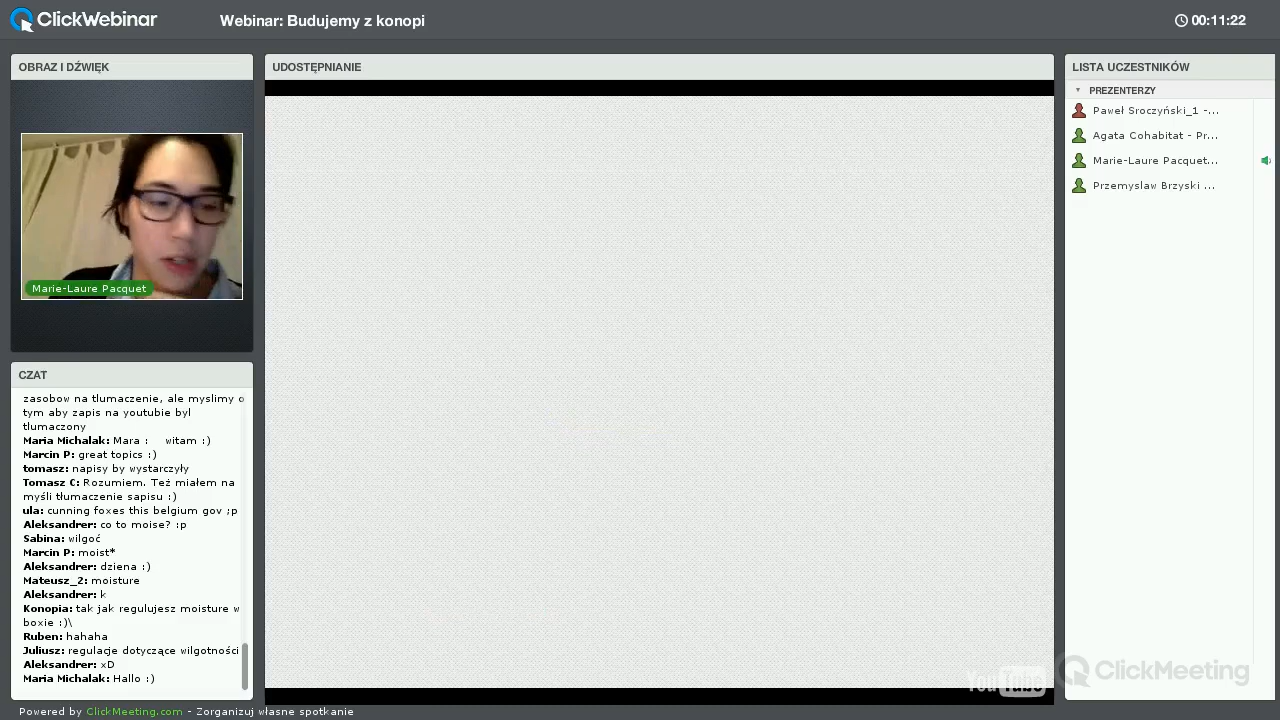 ClickWebinar
Webinar: Budujemy z konopi
00:11:22
OBRAZ I DŹWIĘK
Marie-Laure Pacquet
CZAT
zasobow na tlumaczenie, ale myslimy o
tym aby zapis na youtubie byl
tlumaczony
Maria Michalak: Mara : witam :)
Marcin P: great topics :)
tomasz: napisy by wystarczyły
Tomasz C: Rozumiem. Też miałem na
myśli tłumaczenie sapisu :)
ula: cunning foxes this belgium gov ;p
Aleksandrer: co to moise? :p
Sabina: wilgoć
Marcin P: moist*
Aleksandrer: dziena :)
Mateusz_2: moisture
Aleksandrer: k
Konopia: tak jak regulujesz moisture w
boxie :)\
Ruben: hahaha
Juliusz: regulacje dotyczące wilgotności
Aleksandrer: xD
Maria Michalak: Hallo :)
UDOSTĘPNIANIE
YouTube
LISTA UCZESTNIKÓW
PREZENTERZY
Paweł Sroczyński_1 -...
Agata Cohabitat - Pr...
Marie-Laure Pacquet...
Przemyslaw Brzyski ...
ClickMeeting
Powered by ClickMeeting.com - Zorganizuj własne spotkanie